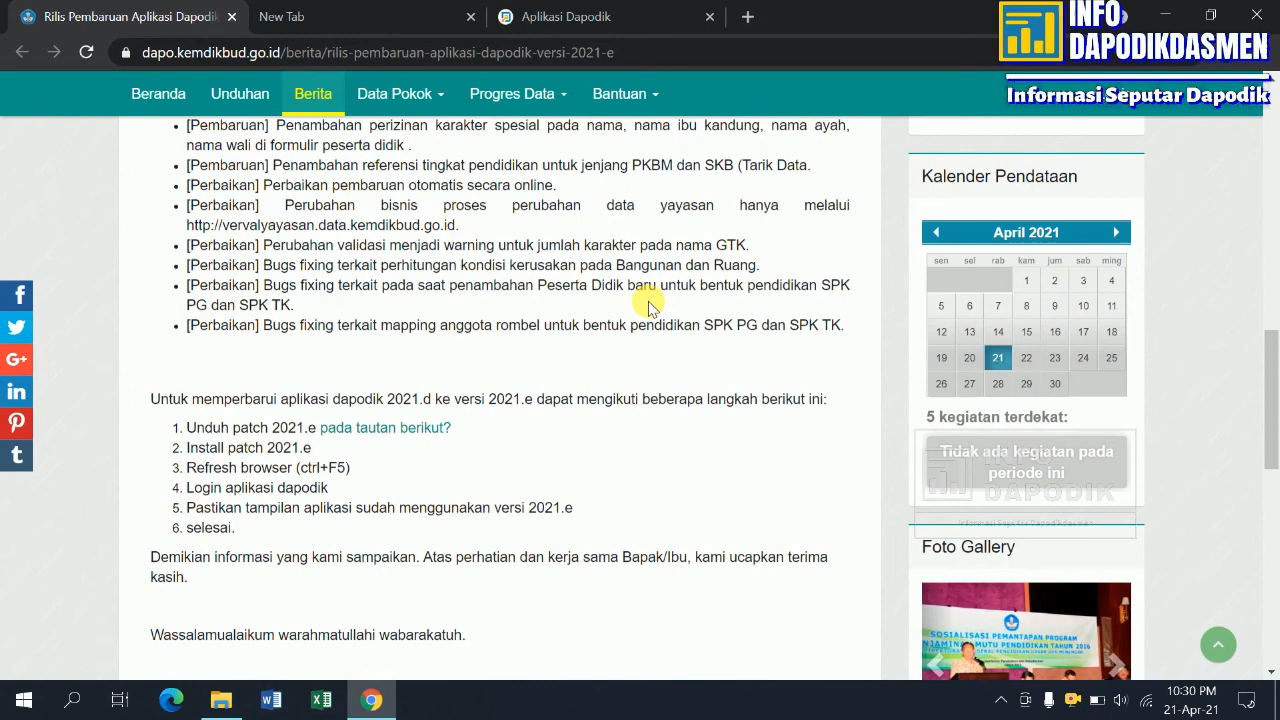 Rilis Pembaruan Aplikasi Dapodik
New Tab
Aplikasi Dapodik
INFO
DAPODIKDASMEN
Informasi Seputar Dapodik
dapo.kemdikbud.go.id/berita/rilis-pembaruan-aplikasi-dapodik-versi-2021-e
Beranda Unduhan Berita Data Pokok Progres Data Bantuan
[Pembaruan] Penambahan perizinan karakter spesial pada nama, nama ibu kandung, nama ayah,
nama wali di formulir peserta didik .
[Pembaruan] Penambahan referensi tingkat pendidikan untuk jenjang PKBM dan SKB (Tarik Data.
[Perbaikan] Perbaikan pembaruan otomatis secara online.
[Perbaikan] Perubahan bisnis proses perubahan data yayasan hanya melalui
http://vervalyayasan.data.kemdikbud.go.id.
[Perbaikan] Perubahan validasi menjadi warning untuk jumlah karakter pada nama GTK.
[Perbaikan] Bugs fixing terkait perhitungan kondisi kerusakan pada Bangunan dan Ruang.
[Perbaikan] Bugs fixing terkait pada saat penambahan Peserta Didik baru untuk bentuk pendidikan SPK
PG dan SPK TK.
[Perbaikan] Bugs fixing terkait mapping anggota rombel untuk bentuk pendidikan SPK PG dan SPK TK.
Untuk memperbarui aplikasi dapodik 2021.d ke versi 2021.e dapat mengikuti beberapa langkah berikut ini:
1. Unduh patch 2021.e pada tautan berikut?
2. Install patch 2021.e
3. Refresh browser (ctrl+F5)
4. Login aplikasi dapodik
5. Pastikan tampilan aplikasi sudah menggunakan versi 2021.e
6. selesai.
Demikian informasi yang kami sampaikan. Atas perhatian dan kerja sama Bapak/Ibu, kami ucapkan terima
kasih.
Wassalamualaikum warahmatullahi wabarakatuh.
Kalender Pendataan
April 2021
sen sel rab kam jum sab ming
1 2 3 4
5 6 7 8 9 10 11
12 13 14 15 16 17 18
19 20 21 22 23 24 25
26 27 28 29 30
5 kegiatan terdekat:
Tidak ada kegiatan pada
periode ini
INFO
DAPODIK
Foto Gallery
SOSIALISASI PEMANTAPAN PROGRAM
PENJAMINAN MUTU PENDIDIKAN TAHUN 2016
10:30 PM
21-Apr-21